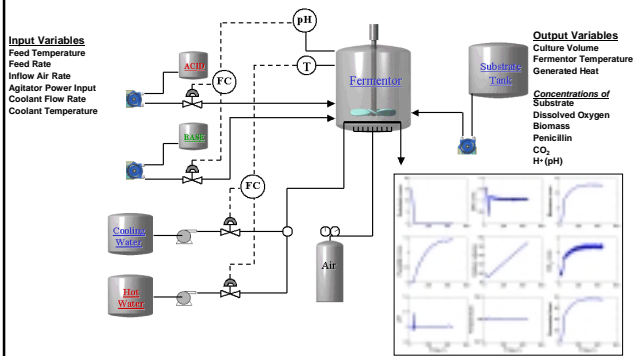 Input Variables
Feed Temperature
Feed Rate
Inflow Air Rate
Agitator Power Input
Coolant Flow Rate
Coolant Temperature
pH
T
ACID
FC
BASE
FC
Fermentor
Substrate
Tank
Cooling
Water
Hot
Water
Air
Output Variables
Culture Volume
Fermentor Temperature
Generated Heat
Concentrations of
Substrate
Dissolved Oxygen
Biomass
Penicillin
CO₂
H⁺ (pH)